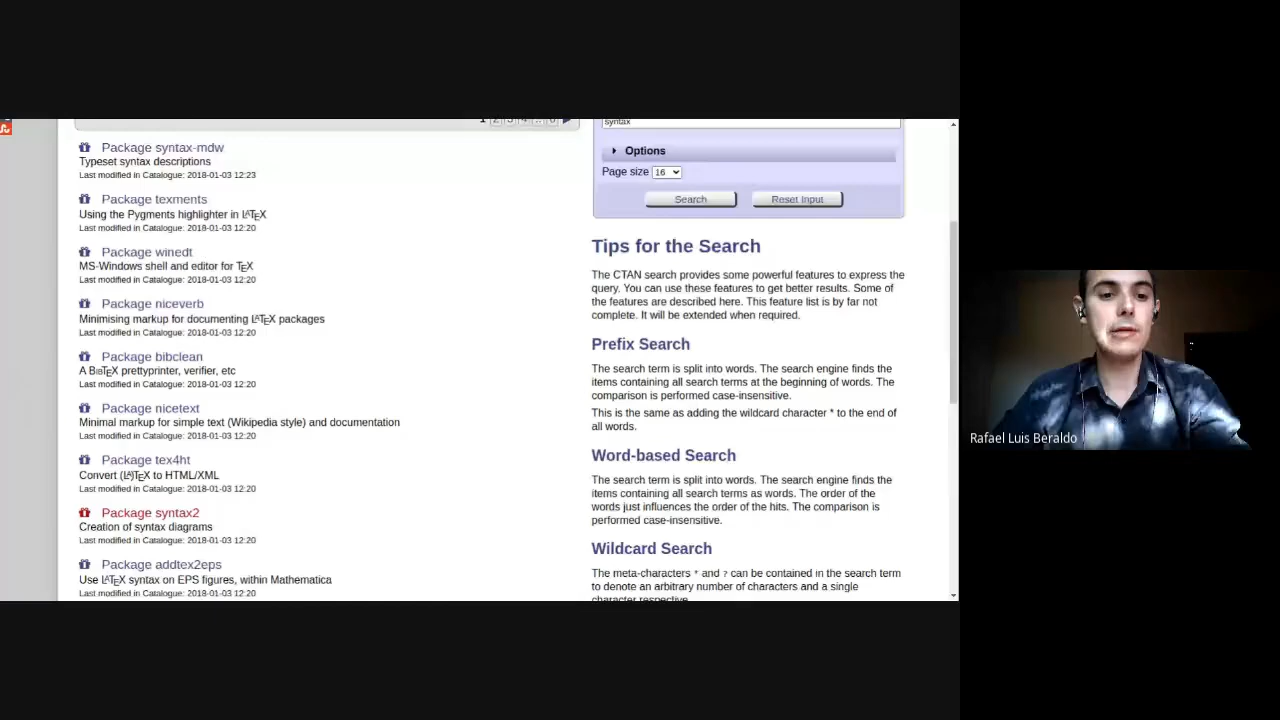 1 2 3 4 ... 6
Package syntax-mdw
Typeset syntax descriptions
Last modified in Catalogue: 2018-01-03 12:23
Package texments
Using the Pygments highlighter in LATEX
Last modified in Catalogue: 2018-01-03 12:20
Package winedt
MS-Windows shell and editor for TEX
Last modified in Catalogue: 2018-01-03 12:20
Package niceverb
Minimising markup for documenting LATEX packages
Last modified in Catalogue: 2018-01-03 12:20
Package bibclean
A BIBTEX prettyprinter, verifier, etc
Last modified in Catalogue: 2018-01-03 12:20
Package nicetext
Minimal markup for simple text (Wikipedia style) and documentation
Last modified in Catalogue: 2018-01-03 12:20
Package tex4ht
Convert (LA)TEX to HTML/XML
Last modified in Catalogue: 2018-01-03 12:20
Package syntax2
Creation of syntax diagrams
Last modified in Catalogue: 2018-01-03 12:20
Package addtex2eps
Use LATEX syntax on EPS figures, within Mathematica
Last modified in Catalogue: 2018-01-03 12:20
syntax
Options
Page size 16
Search Reset Input
Tips for the Search
The CTAN search provides some powerful features to express the
query. You can use these features to get better results. Some of
the features are described here. This feature list is by far not
complete. It will be extended when required.
Prefix Search
The search term is split into words. The search engine finds the
items containing all search terms at the beginning of words. The
comparison is performed case-insensitive.
This is the same as adding the wildcard character * to the end of
all words.
Word-based Search
The search term is split into words. The search engine finds the
items containing all search terms as words. The order of the
words just influences the order of the hits. The comparison is
performed case-insensitive.
Wildcard Search
The meta-characters * and ? can be contained in the search term
to denote an arbitrary number of characters and a single
character respective.
Rafael Luis Beraldo